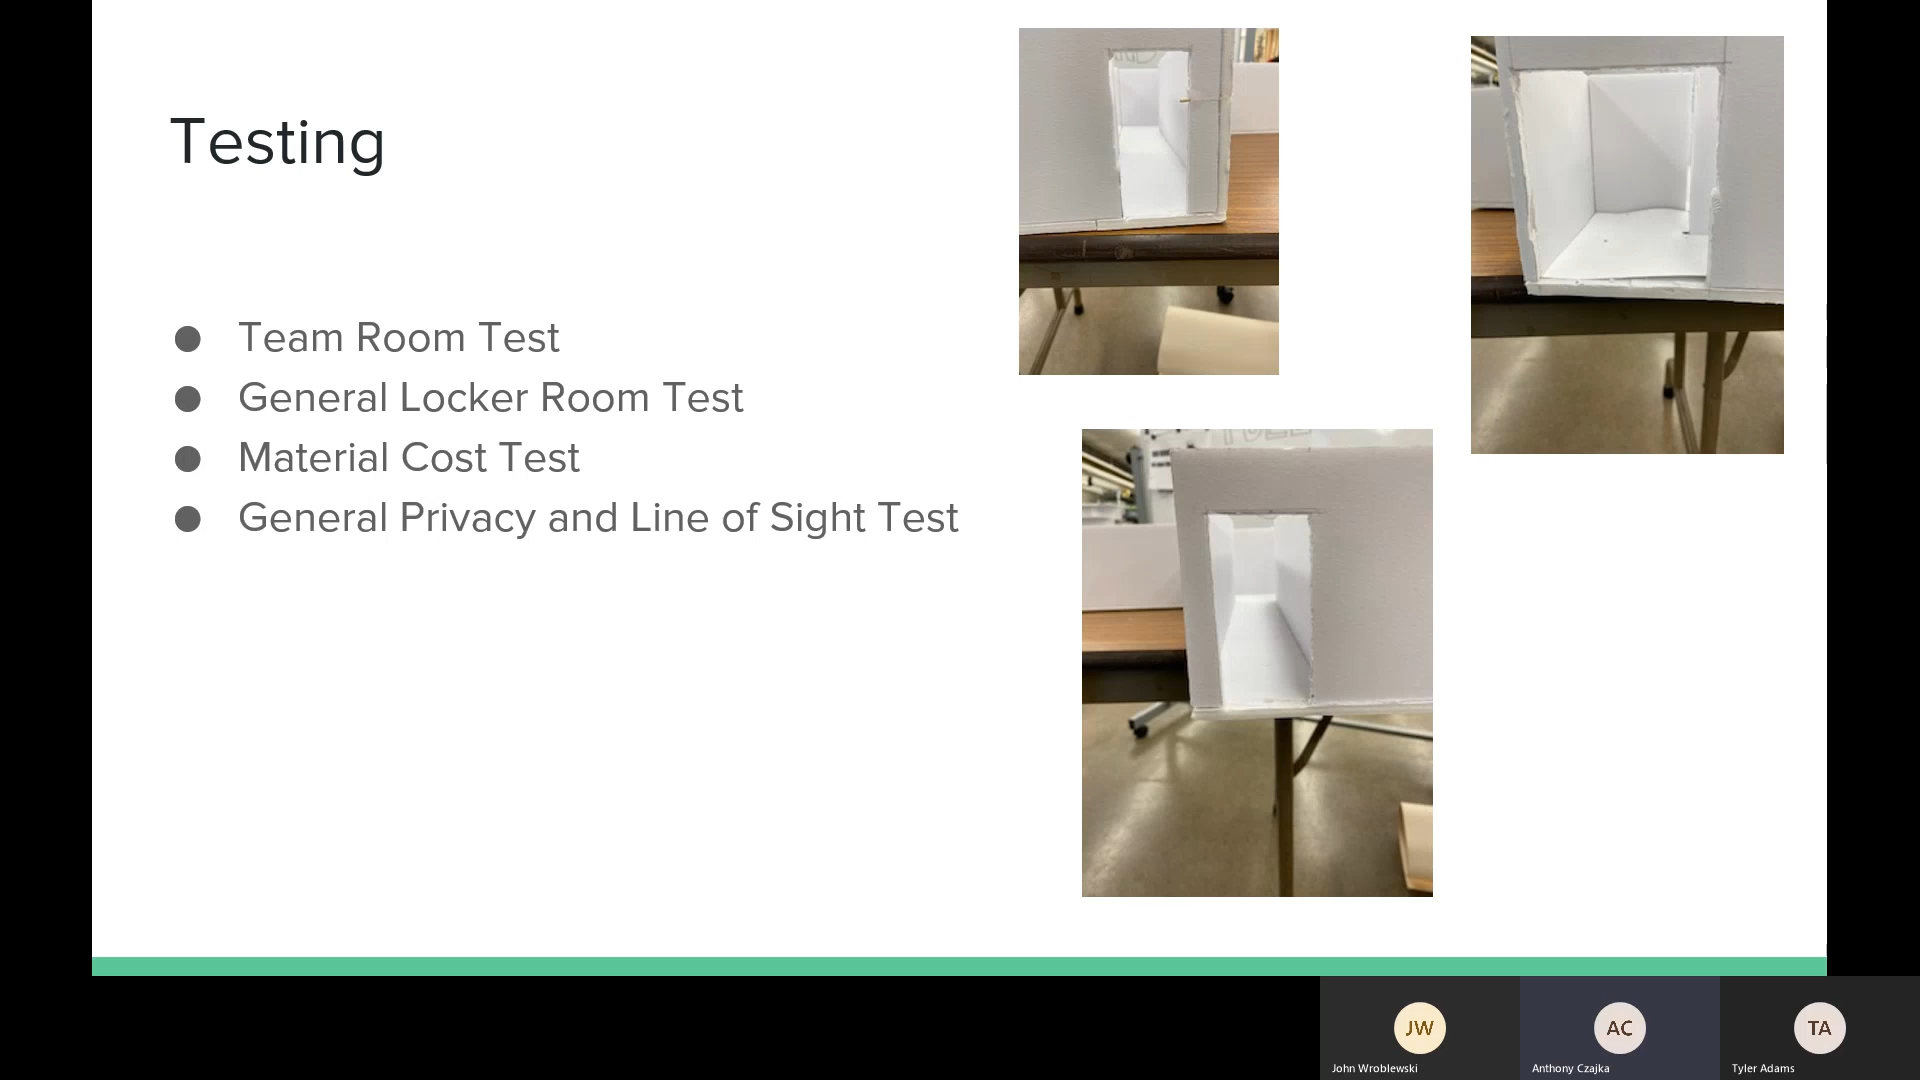 Testing
Team Room Test
General Locker Room Test
Material Cost Test
General Privacy and Line of Sight Test
JW
John Wroblewski
AC
Anthony Czajka
TA
Tyler Adams